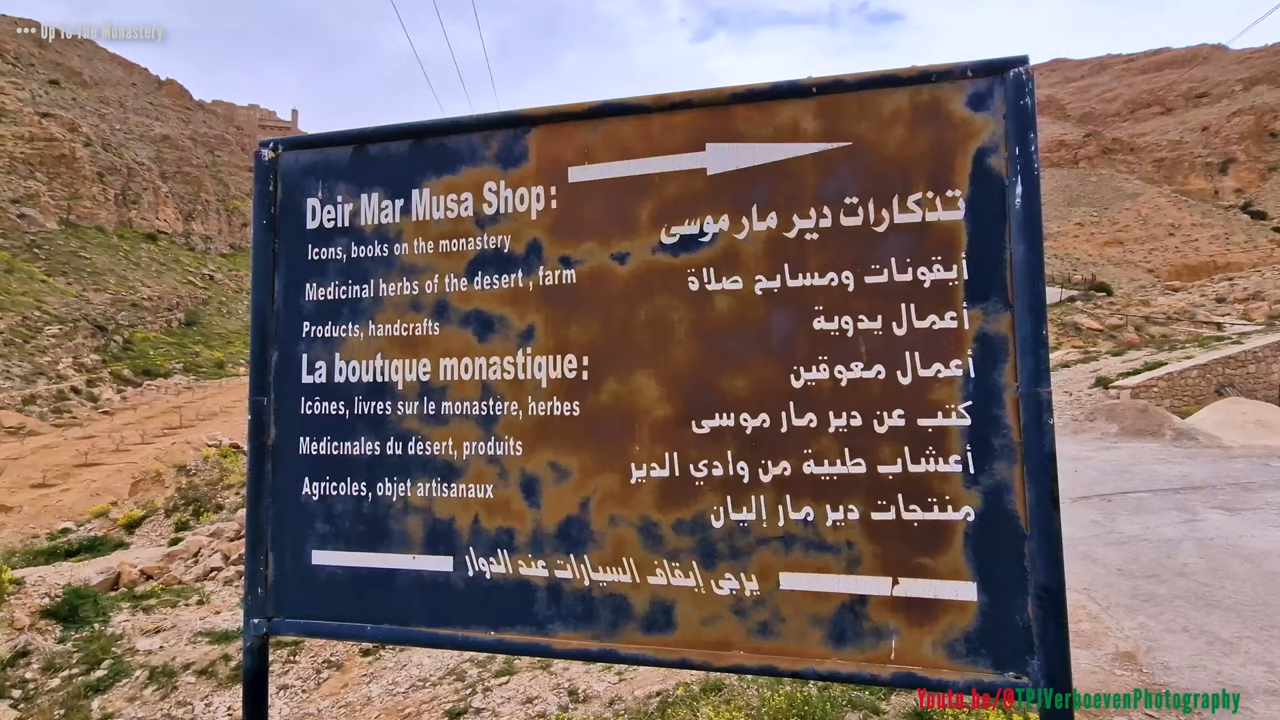 ••• Up To The Monastery
Deir Mar Musa Shop:
Icons, books on the monastery
Medicinal herbs of the desert , farm
Products, handcrafts
La boutique monastique:
Icônes, livres sur le monastère, herbes
Médicinales du désert, produits
Agricoles, objet artisanaux
تذكارات دير مار موسى
أيقونات ومسابح صلاة
أعمال يدوية
أعمال معوقين
كتب عن دير مار موسى
أعشاب طبية من وادي الدير
منتجات دير مار إليان
يرجى إيقاف السيارات عند الدوار
Youtu.be/@TPJVerhoevenPhotography